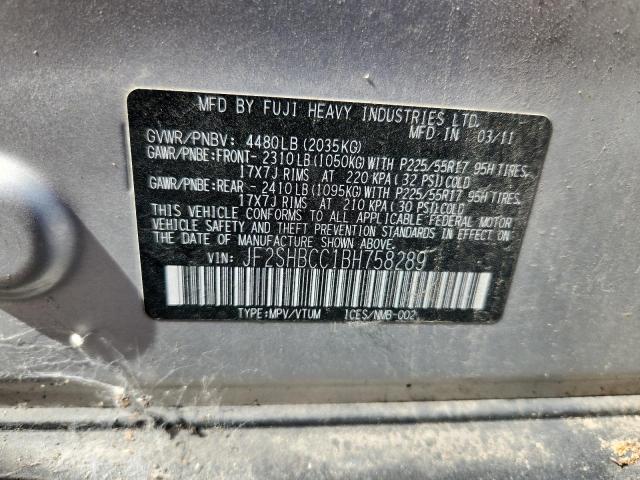 MFD BY FUJI HEAVY INDUSTRIES LTD.
MFD IN 03/11
GVWR/PNBV: 4480LB(2035KG)
GAWR/PNBE:FRONT- 2310LB(1050KG)WITH P225/55R17 95H TIRES,
17X7J RIMS AT 220 KPA(32 PSI)COLD
GAWR/PNBE:REAR - 2410LB(1095KG)WITH P225/55R17 95H TIRES,
17X7J RIMS AT 210 KPA(30 PSI)COLD
THIS VEHICLE CONFORMS TO ALL APPLICABLE FEDERAL MOTOR
VEHICLE SAFETY AND THEFT PREVENTION STANDARDS IN EFFECT ON
THE DATE OF MANUFACTURE SHOWN ABOVE.
VIN: JF2SHBCC1BH758289
TYPE:MPV/VTUM ICES/NMB-002